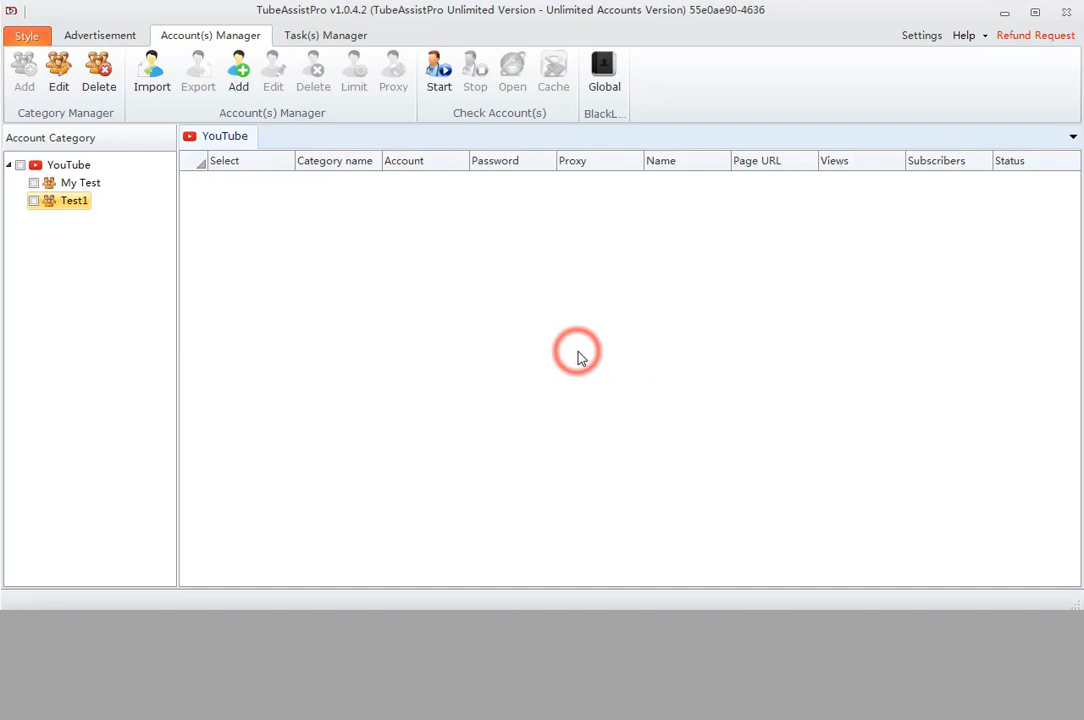 TubeAssistPro v1.0.4.2 (TubeAssistPro Unlimited Version - Unlimited Accounts Version) 55e0ae90-4636
Style Advertisement Account(s) Manager Task(s) Manager Settings Help Refund Request
Add Edit Delete Import Export Add Edit Delete Limit Proxy Start Stop Open Cache Global
Category Manager Account(s) Manager Check Account(s) BlackL...
Account Category YouTube
Select Category name Account Password Proxy Name Page URL Views Subscribers Status
YouTube
My Test
Test1